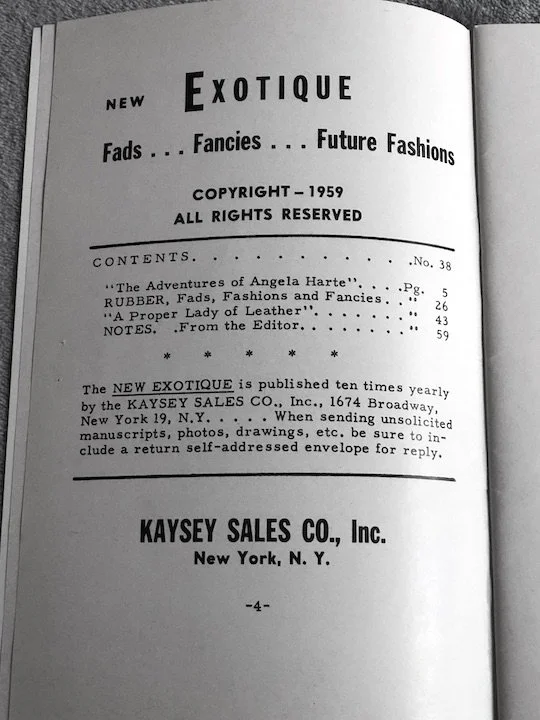 NEW EXOTIQUE
Fads . . . Fancies . . . Future Fashions
COPYRIGHT – 1959
ALL RIGHTS RESERVED
CONTENTS. . . . . . . . . . . .No. 38
"The Adventures of Angela Harte". . . .Pg. 5
RUBBER, Fads, Fashions and Fancies. . " 26
"A Proper Lady of Leather". . . . . . . " 43
NOTES. .From the Editor. . . . . . . . " 59
* * * * *
The NEW EXOTIQUE is published ten times yearly
by the KAYSEY SALES CO., Inc., 1674 Broadway,
New York 19, N.Y. . . . . When sending unsolicited
manuscripts, photos, drawings, etc. be sure to in-
clude a return self-addressed envelope for reply.
KAYSEY SALES CO., Inc.
New York, N. Y.
-4-